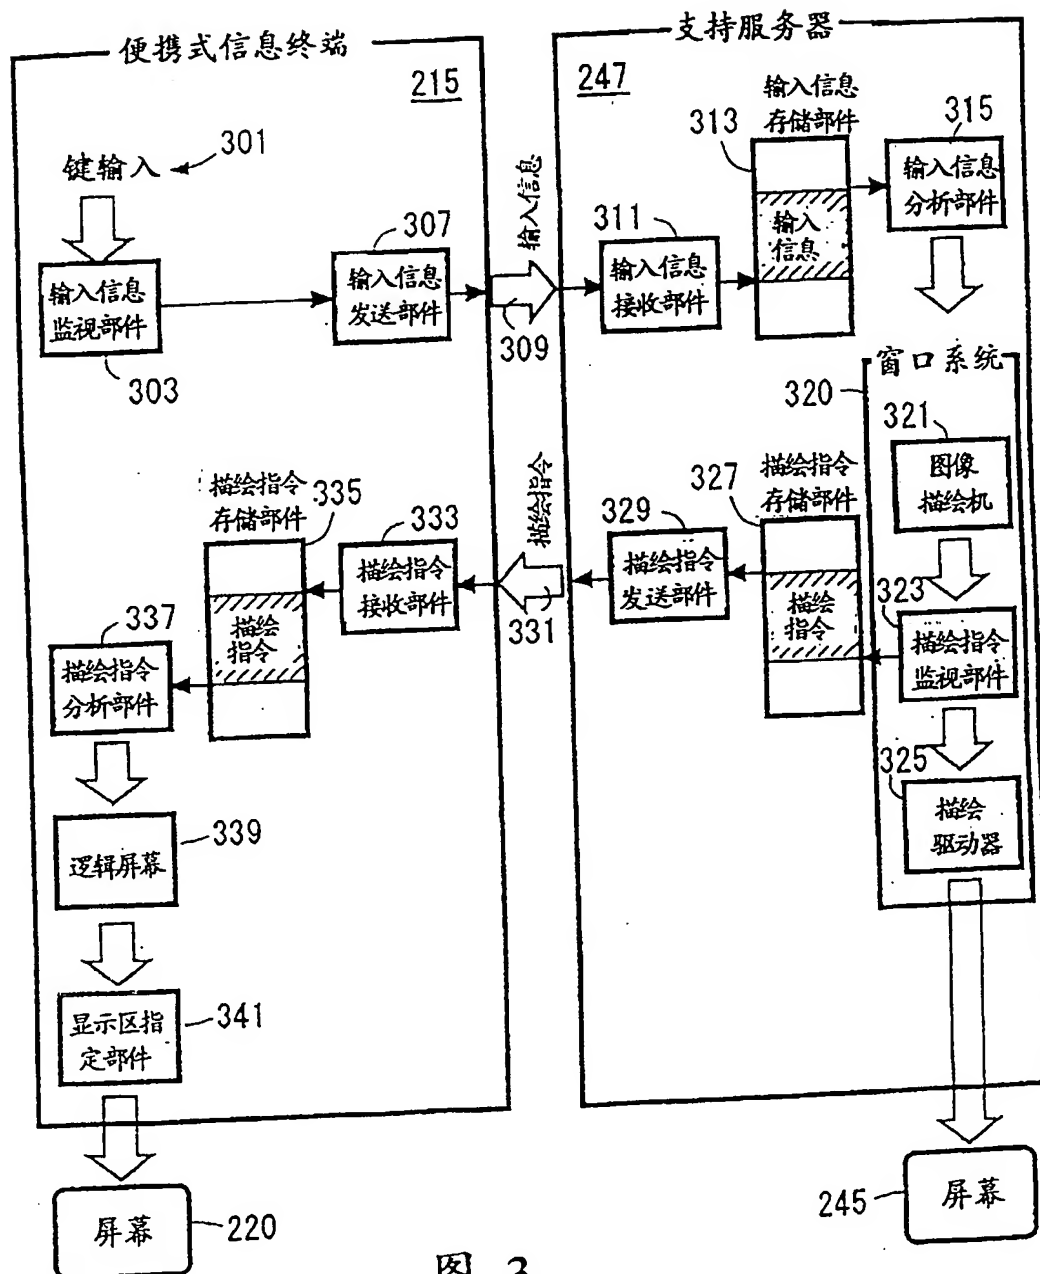 便携式信息终端
215
键输入
301
输入信息
监视部件
303
307
输入信息
发送部件
输入信息
309
支持服务器
247
311
输入信息
接收部件
313
输入信息
存储部件
输入
信息
315
输入信息
分析部件
窗口系统
320
321
图像
描绘机
323
描绘指令
监视部件
325
描绘
驱动器
327
描绘指令
存储部件
描绘
指令
329
描绘指令
发送部件
描绘指令
331
333
描绘指令
接收部件
335
描绘指令
存储部件
描绘
指令
337
描绘指令
分析部件
339
逻辑屏幕
341
显示区指
定部件
屏幕
220
245
屏幕
图 3